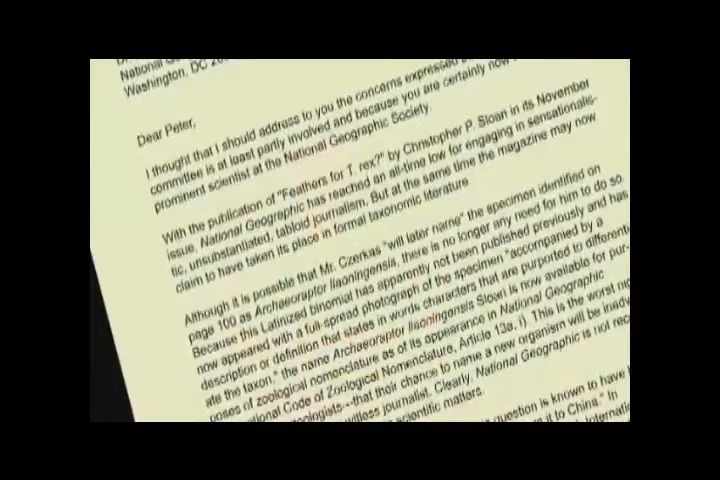 National G
Washington, DC 20
Dear Peter,
I thought that I should address to you the concerns expressed
committee is at least partly involved and because you are certainly now
prominent scientist at the National Geographic Society.
With the publication of "Feathers for T. rex?" by Christopher P. Sloan in its November
issue, National Geographic has reached an all-time low for engaging in sensationalis-
tic, unsubstantiated, tabloid journalism. But at the same time the magazine may now
claim to have taken its place in formal taxonomic literature
Although it is possible that Mr. Czerkas "will later name" the specimen identified on
page 100 as Archaeoraptor liaoningensis, there is no longer any need for him to do so.
Because this Latinized binomial has apparently not been published previously and has
now appeared with a full-spread photograph of the specimen "accompanied by a
description or definition that states in words characters that are purported to differenti-
ate the taxon," the name Archaeoraptor liaoningensis Sloan is now available for pur-
poses of zoological nomenclature as of its appearance in National Geographic
ational Code of Zoological Nomenclature, Article 13a, i). This is the worst ni
ologists---that their chance to name a new organism will be inadv
witless journalist. Clearly, National Geographic is not rec
scientific matters.
question is known to have
it to China." In
Internatio